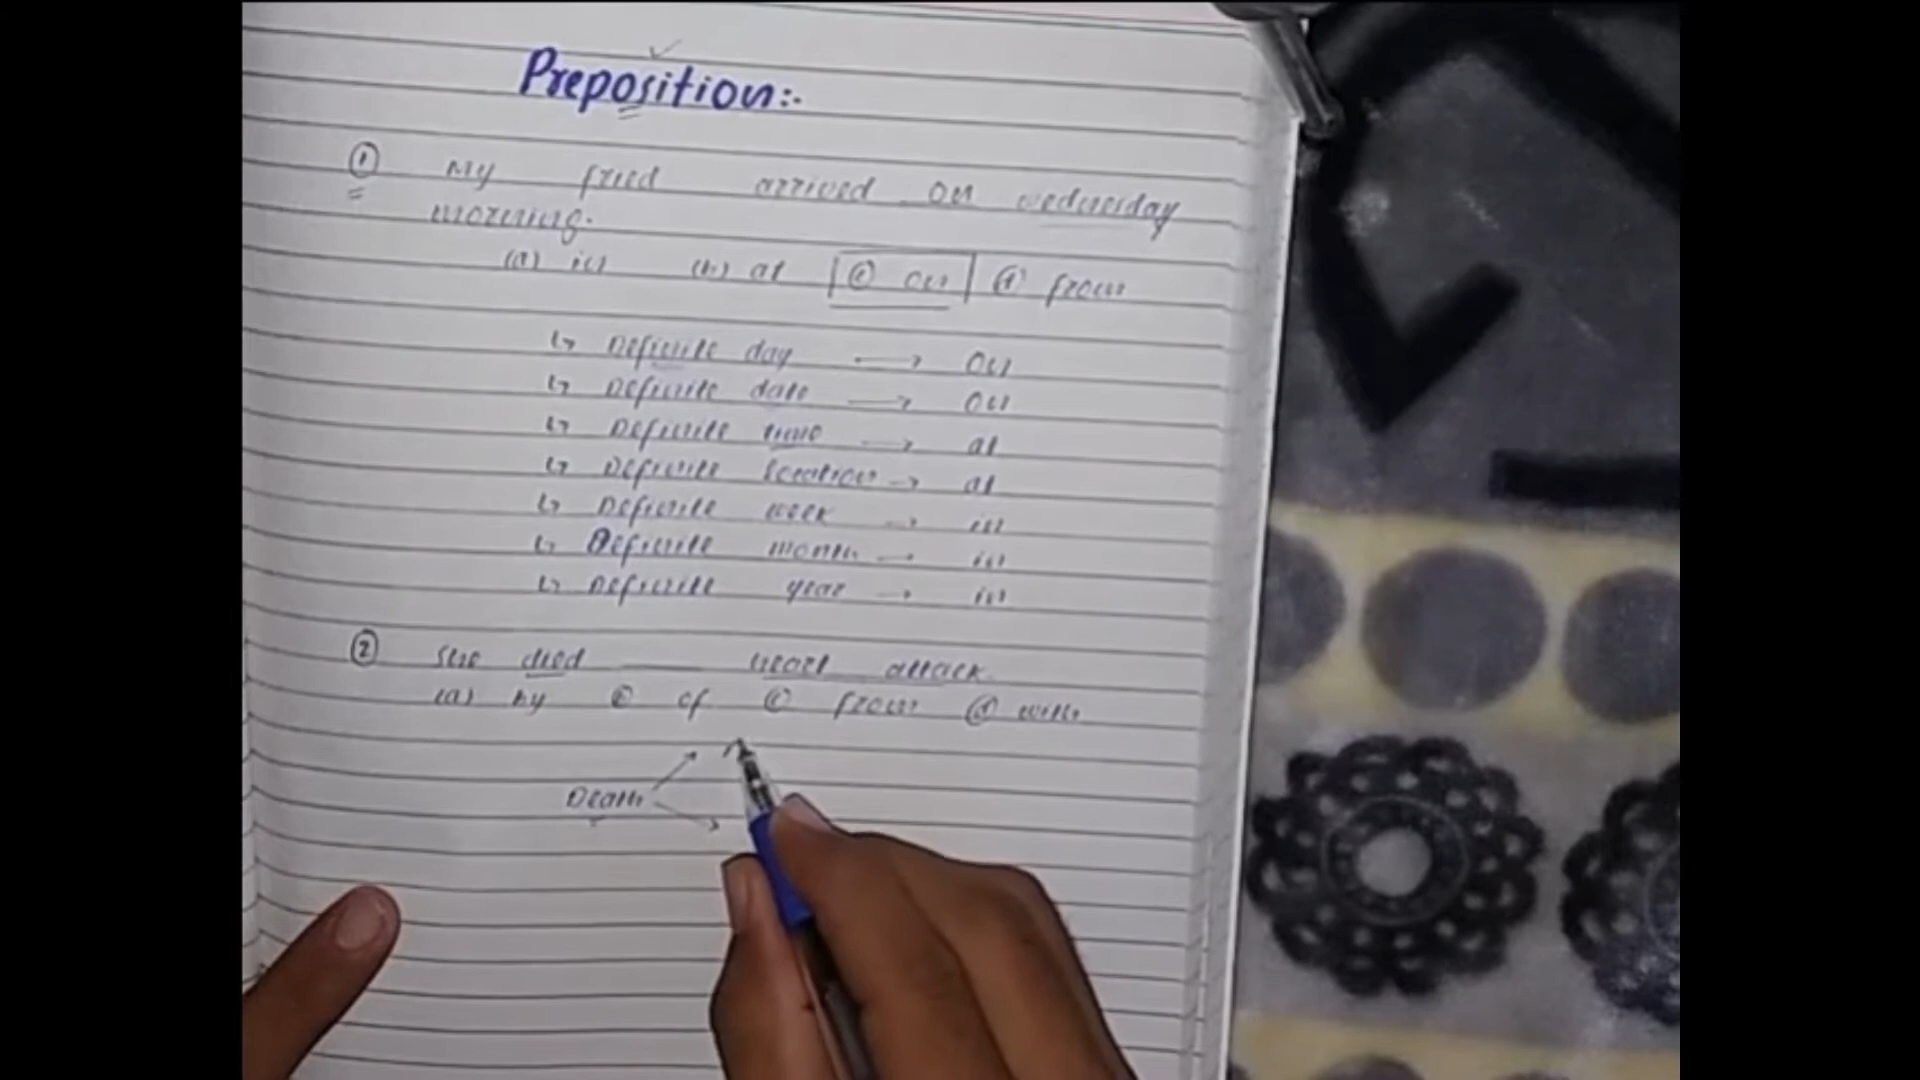 Preposition:-
① My fried arrived on wednesday
morning.
(a) in (b) at (c) on (d) from
↳ Definite day → on
↳ Definite date → on
↳ Definite time → at
↳ Definite location → at
↳ Definite week → in
↳ Definite month → in
↳ Definite year → in
② She died ___ heart attack.
(a) by (b) of (c) from (d) with
Death